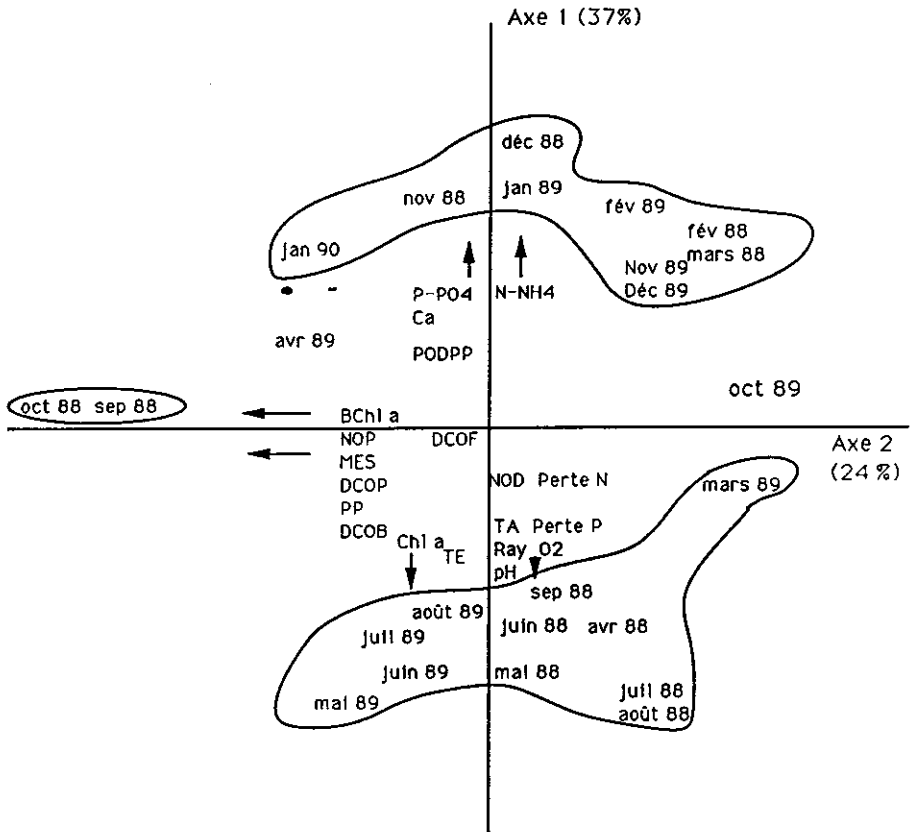 Axe 1 (37%)
déc 88
nov 88
jan 89
fév 89
jan 90
fév 88
mars 88
Nov 89
Déc 89
P-PO4
N-NH4
Ca
avr 89
PODPP
oct 88 sep 88
oct 89
BChl a
NOP
DCOF
Axe 2
(24%)
MES
DCOP
NOD Perte N
mars 89
PP
DCOB
TA Perte P
Chl a
TE
Ray O2
pH
sep 88
août 89
juil 89
juin 88
avr 88
juin 89
mai 88
mai 89
juil 88
août 88